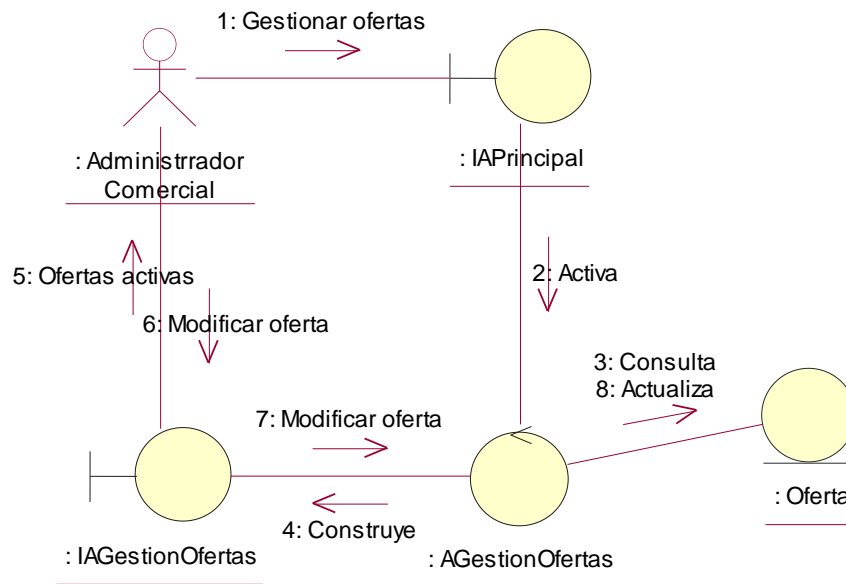 1: Gestionar ofertas
: Administrrador
Comercial
: IAPrincipal
5: Ofertas activas
2: Activa
6: Modificar oferta
3: Consulta
8: Actualiza
7: Modificar oferta
4: Construye
: Oferta
: IAGestionOfertas
: AGestionOfertas